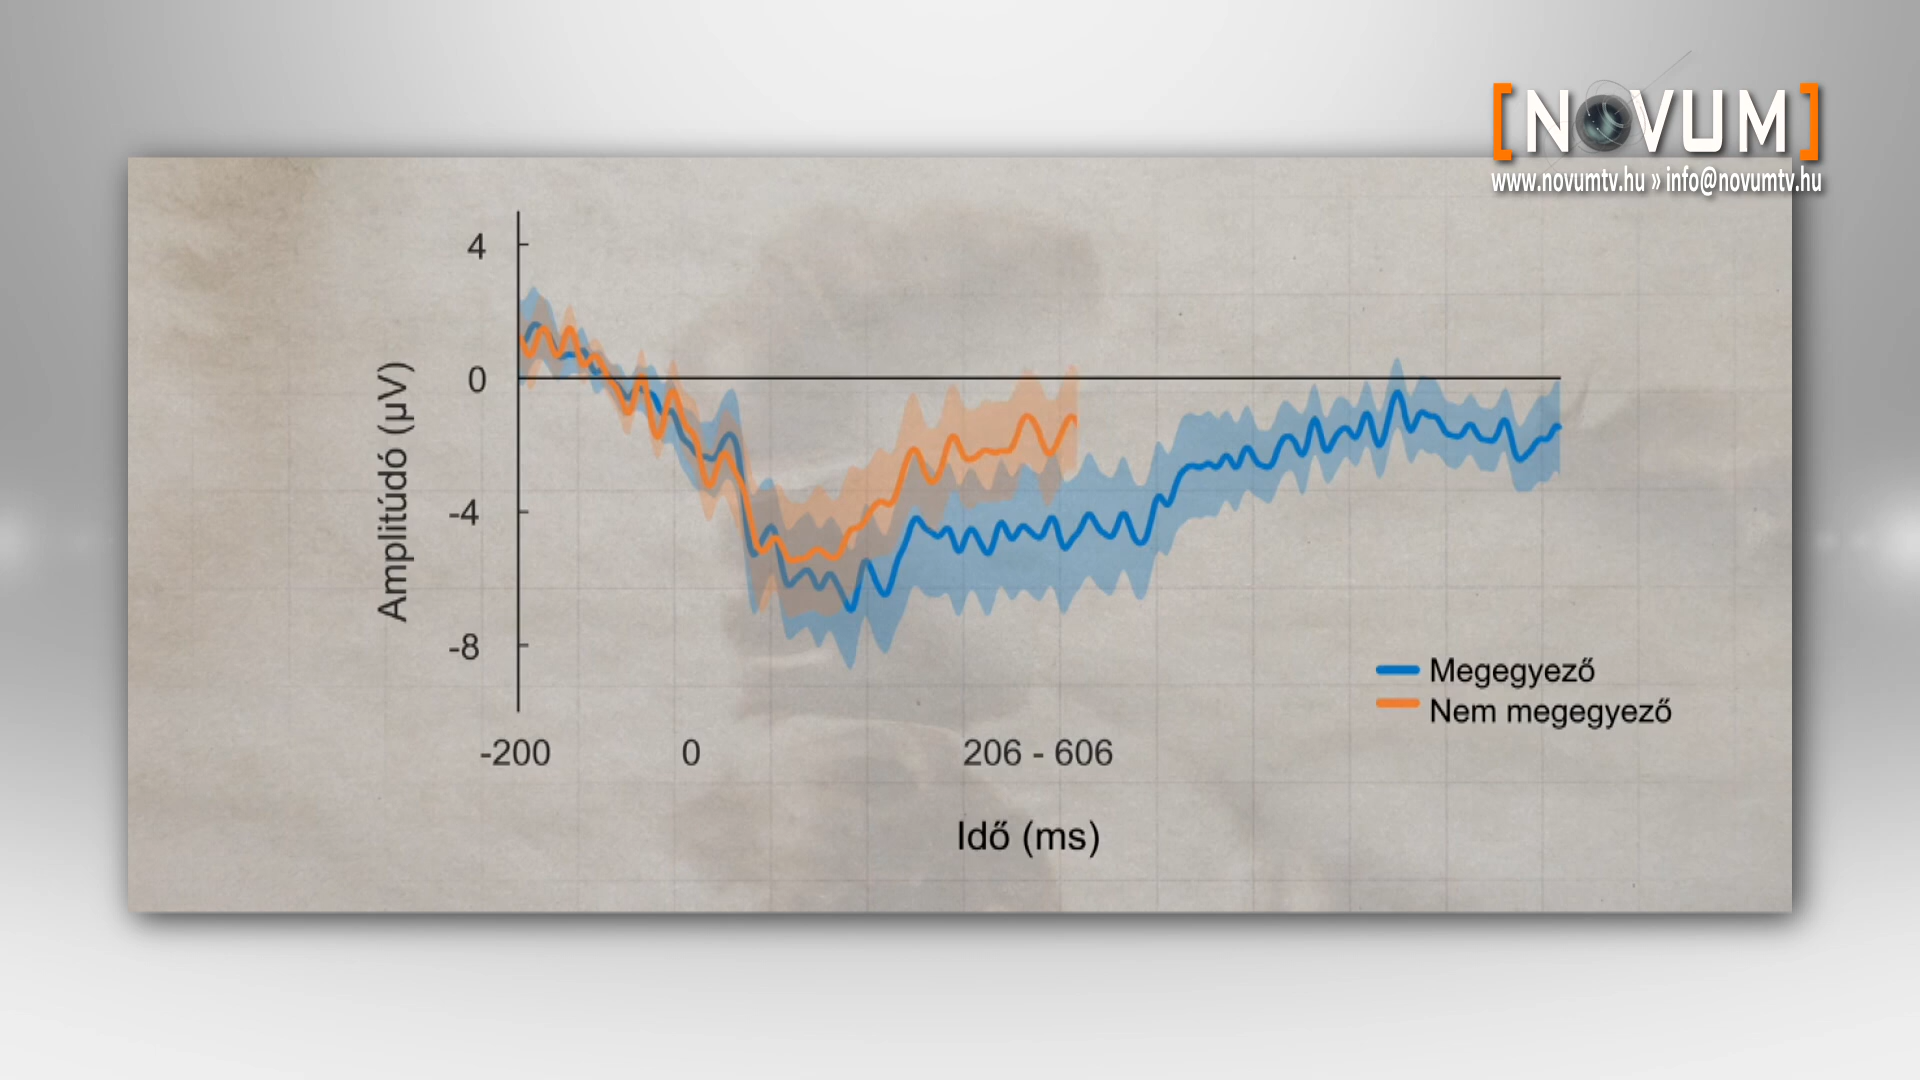 [NOVUM]
www.novumtv.hu » info@novumtv.hu
4
0
-4
-8
Amplitúdó (μV)
-200 0 206 - 606
Idő (ms)
Megegyező
Nem megegyező